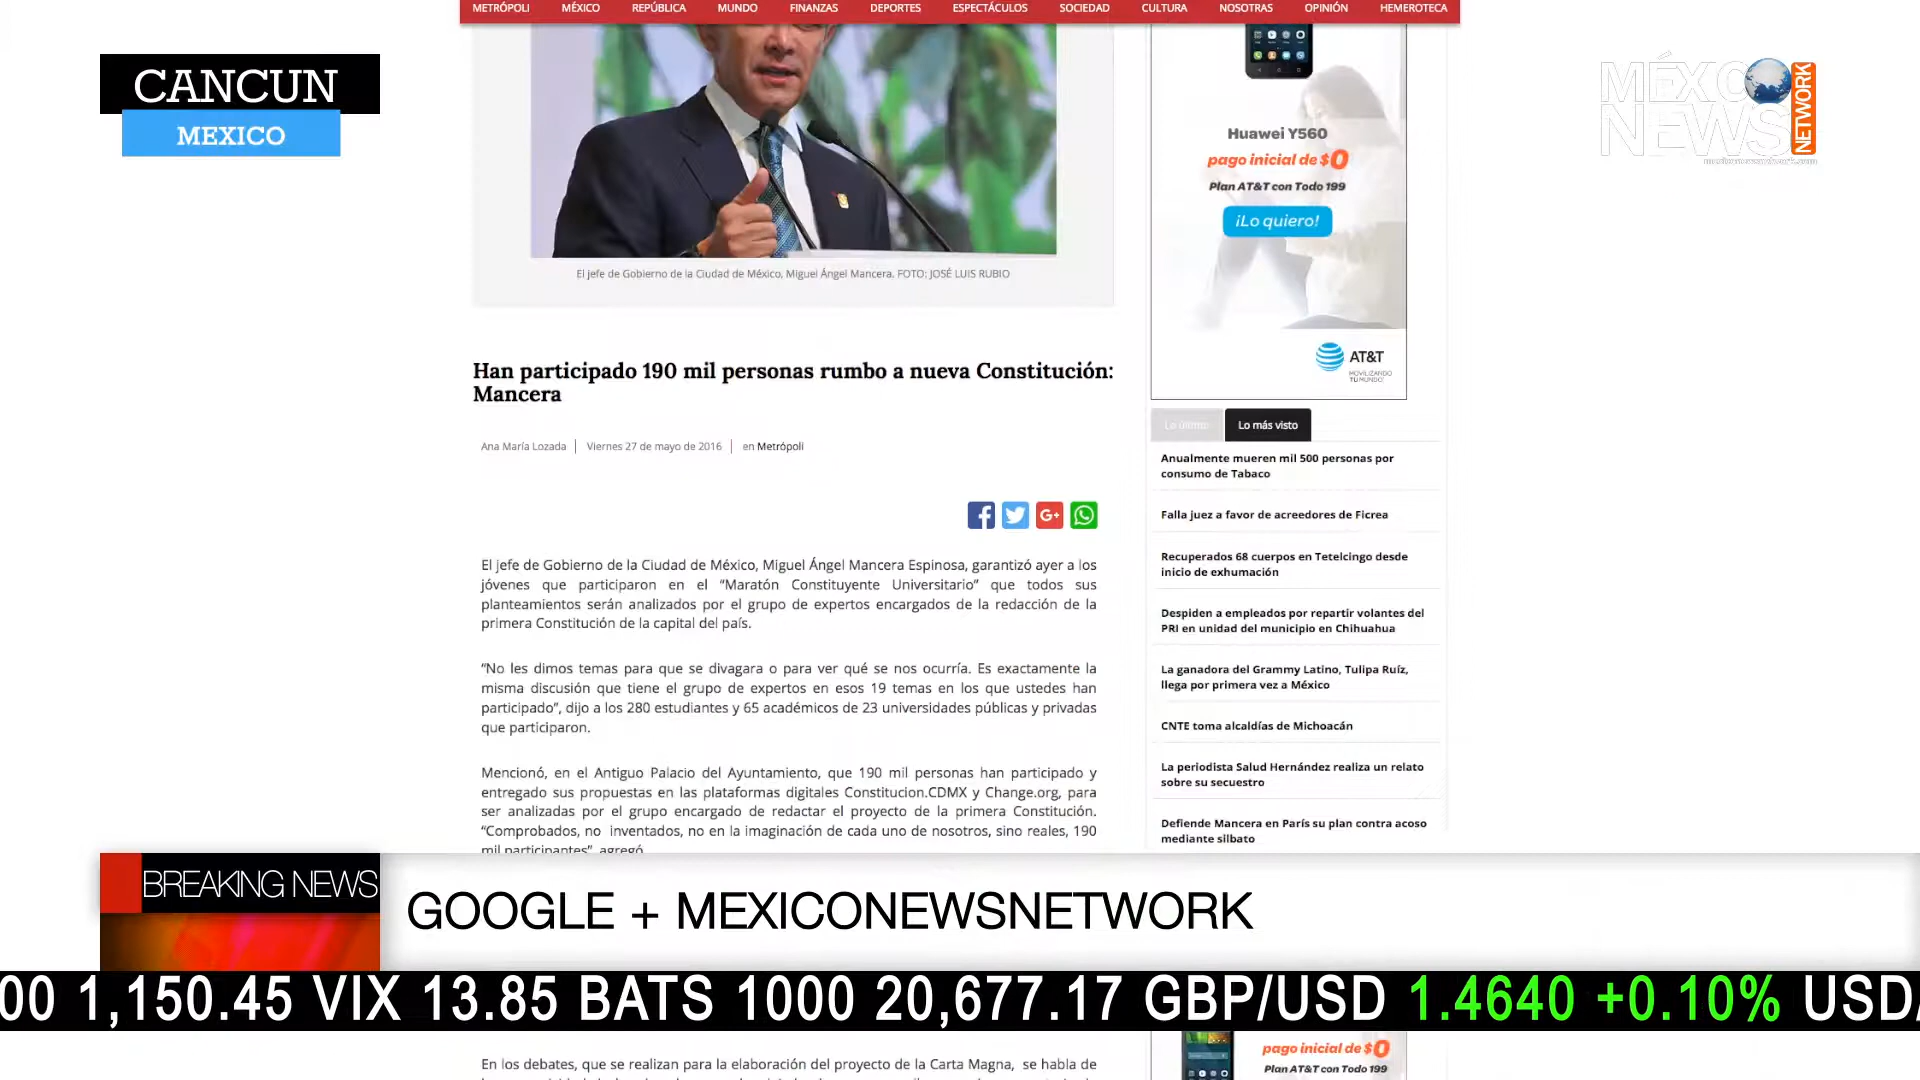 METRÓPOLI MÉXICO REPÚBLICA MUNDO FINANZAS DEPORTES ESPECTÁCULOS SOCIEDAD CULTURA NOSOTRAS OPINIÓN HEMEROTECA
CANCUN
MEXICO
MÉXICO
NEWS
NETWORK
mexiconewsnetwork.com
El jefe de Gobierno de la Ciudad de México, Miguel Ángel Mancera. FOTO: JOSÉ LUIS RUBIO
Han participado 190 mil personas rumbo a nueva Constitución:
Mancera
Ana María Lozada | Viernes 27 de mayo de 2016 | en Metrópoli
El jefe de Gobierno de la Ciudad de México, Miguel Ángel Mancera Espinosa, garantizó ayer a los
jóvenes que participaron en el “Maratón Constituyente Universitario” que todos sus
planteamientos serán analizados por el grupo de expertos encargados de la redacción de la
primera Constitución de la capital del país.
“No les dimos temas para que se divagara o para ver qué se nos ocurría. Es exactamente la
misma discusión que tiene el grupo de expertos en esos 19 temas en los que ustedes han
participado”, dijo a los 280 estudiantes y 65 académicos de 23 universidades públicas y privadas
que participaron.
Mencionó, en el Antiguo Palacio del Ayuntamiento, que 190 mil personas han participado y
entregado sus propuestas en las plataformas digitales Constitucion.CDMX y Change.org, para
ser analizadas por el grupo encargado de redactar el proyecto de la primera Constitución.
“Comprobados, no inventados, no en la imaginación de cada uno de nosotros, sino reales, 190
mil participantes”, agregó
Huawei Y560
pago inicial de $0
Plan AT&T con Todo 199
¡Lo quiero!
AT&T
MOVILIZANDO
TU MUNDO
Lo último Lo más visto
Anualmente mueren mil 500 personas por
consumo de Tabaco
Falla juez a favor de acreedores de Ficrea
Recuperados 68 cuerpos en Tetelcingo desde
inicio de exhumación
Despiden a empleados por repartir volantes del
PRI en unidad del municipio en Chihuahua
La ganadora del Grammy Latino, Tulipa Ruíz,
llega por primera vez a México
CNTE toma alcaldías de Michoacán
La periodista Salud Hernández realiza un relato
sobre su secuestro
Defiende Mancera en París su plan contra acoso
mediante silbato
BREAKING NEWS
GOOGLE + MEXICONEWSNETWORK
00 1,150.45 VIX 13.85 BATS 1000 20,677.17 GBP/USD 1.4640 +0.10% USD/
pago inicial de $0
Plan AT&T con Todo 199
En los debates, que se realizan para la elaboración del proyecto de la Carta Magna, se habla de